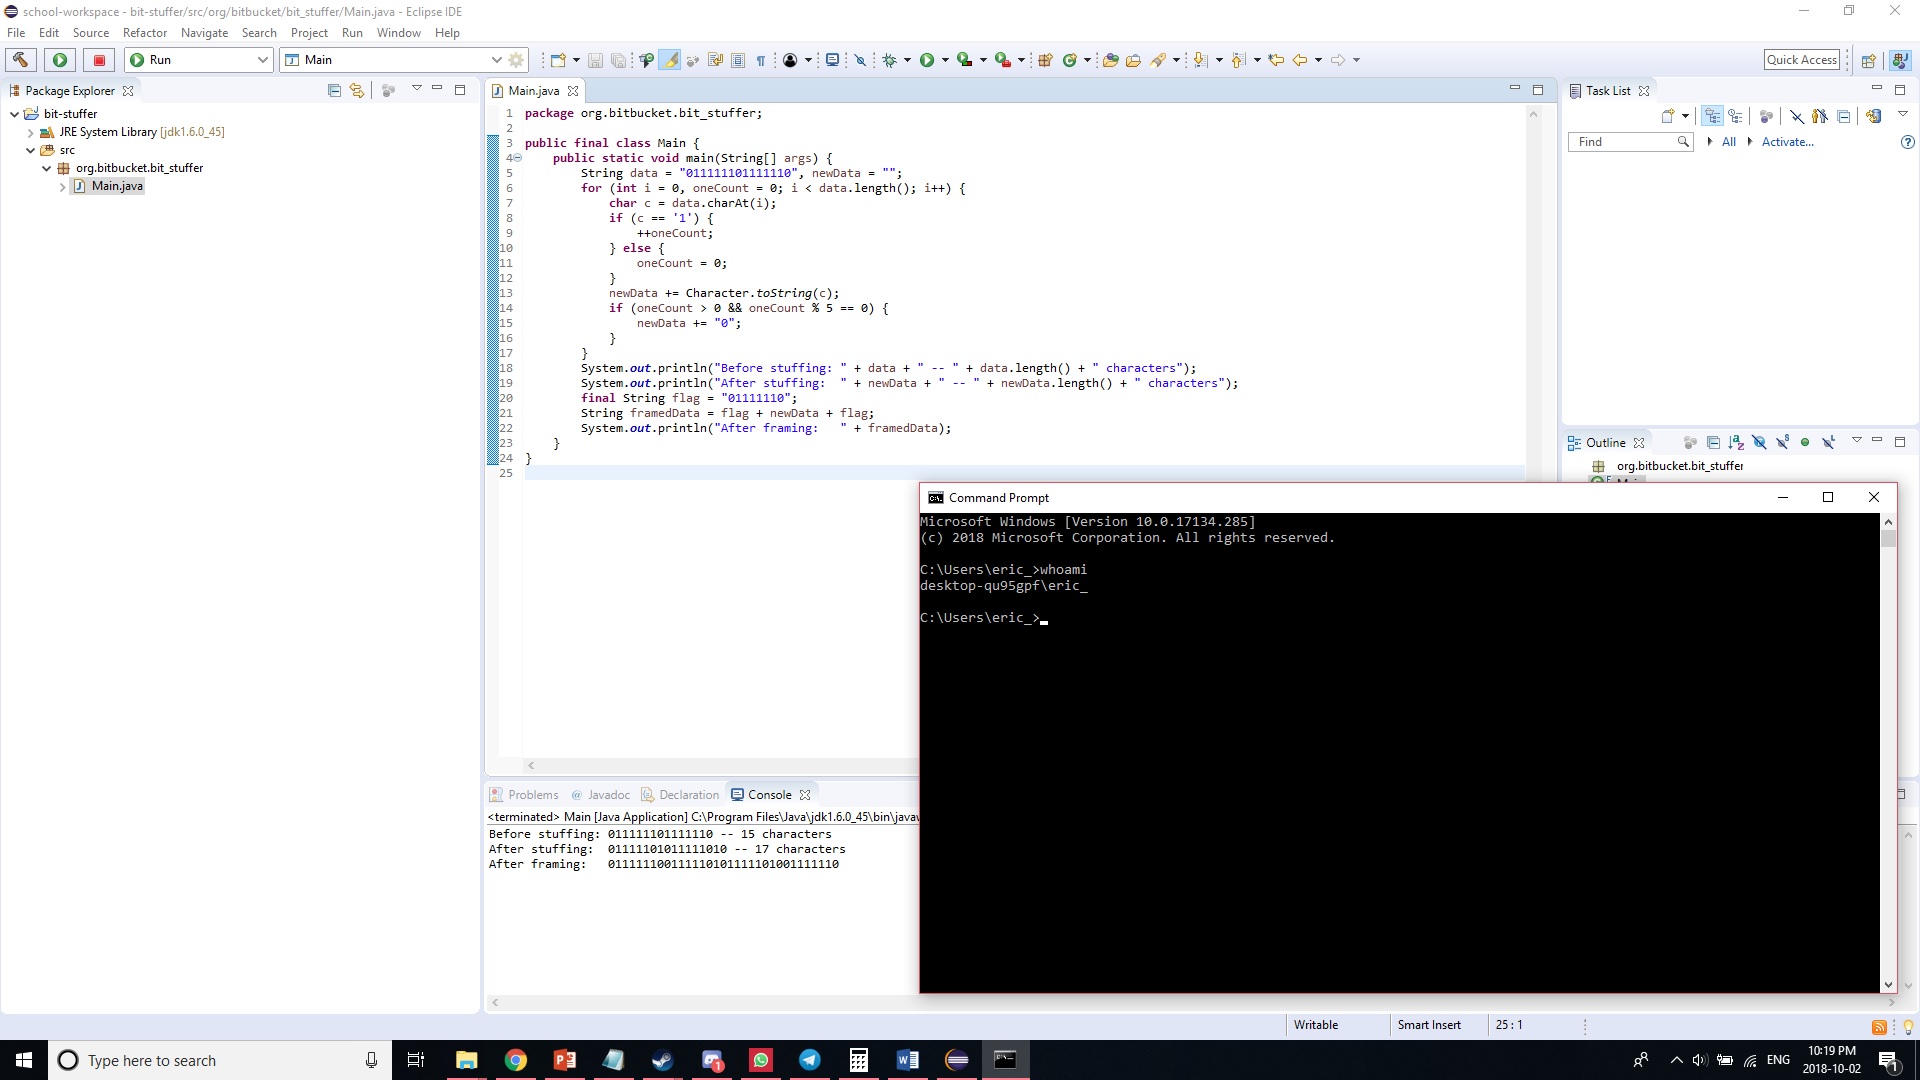 school-workspace - bit-stuffer/src/org/bitbucket/bit_stuffer/Main.java - Eclipse IDE
File Edit Source Refactor Navigate Search Project Run Window Help
Run Main Quick Access
Package Explorer
bit-stuffer
JRE System Library [jdk1.6.0_45]
src
org.bitbucket.bit_stuffer
Main.java
Main.java
1 package org.bitbucket.bit_stuffer;
2
3 public final class Main {
4     public static void main(String[] args) {
5         String data = "011111101111110", newData = "";
6         for (int i = 0, oneCount = 0; i < data.length(); i++) {
7             char c = data.charAt(i);
8             if (c == '1') {
9                 ++oneCount;
10             } else {
11                 oneCount = 0;
12             }
13             newData += Character.toString(c);
14             if (oneCount > 0 && oneCount % 5 == 0) {
15                 newData += "0";
16             }
17         }
18         System.out.println("Before stuffing: " + data + " -- " + data.length() + " characters");
19         System.out.println("After stuffing:  " + newData + " -- " + newData.length() + " characters");
20         final String flag = "01111110";
21         String framedData = flag + newData + flag;
22         System.out.println("After framing:   " + framedData);
23     }
24 }
25
Task List
Find All Activate...
Outline
org.bitbucket.bit_stuffer
Command Prompt
Microsoft Windows [Version 10.0.17134.285]
(c) 2018 Microsoft Corporation. All rights reserved.
C:\Users\eric_>whoami
desktop-qu95gpf\eric_
C:\Users\eric_>
Problems @ Javadoc Declaration Console
<terminated> Main [Java Application] C:\Program Files\Java\jdk1.6.0_45\bin\javaw
Before stuffing: 011111101111110 -- 15 characters
After stuffing:  01111101011111010 -- 17 characters
After framing:   011111100111110101111101001111110
Writable Smart Insert 25 : 1
Type here to search
ENG
10:19 PM
2018-10-02
1
1